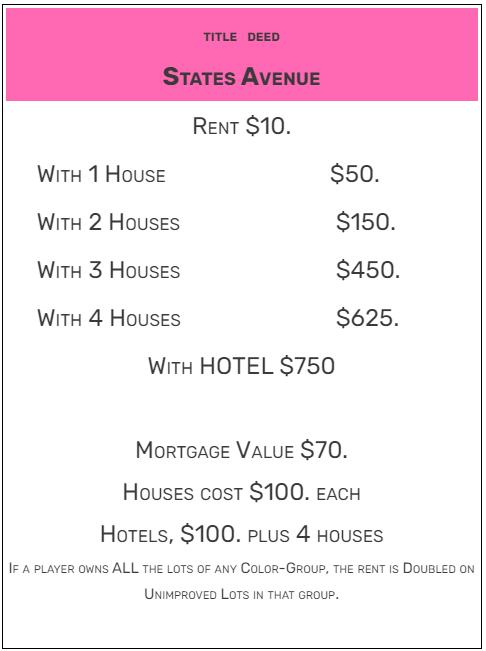 TITLE DEED
States Avenue
Rent $10.
With 1 House $50.
With 2 Houses $150.
With 3 Houses $450.
With 4 Houses $625.
With HOTEL $750
Mortgage Value $70.
Houses cost $100. each
Hotels, $100. plus 4 houses
If a player owns ALL the lots of any Color-Group, the rent is Doubled on
Unimproved Lots in that group.